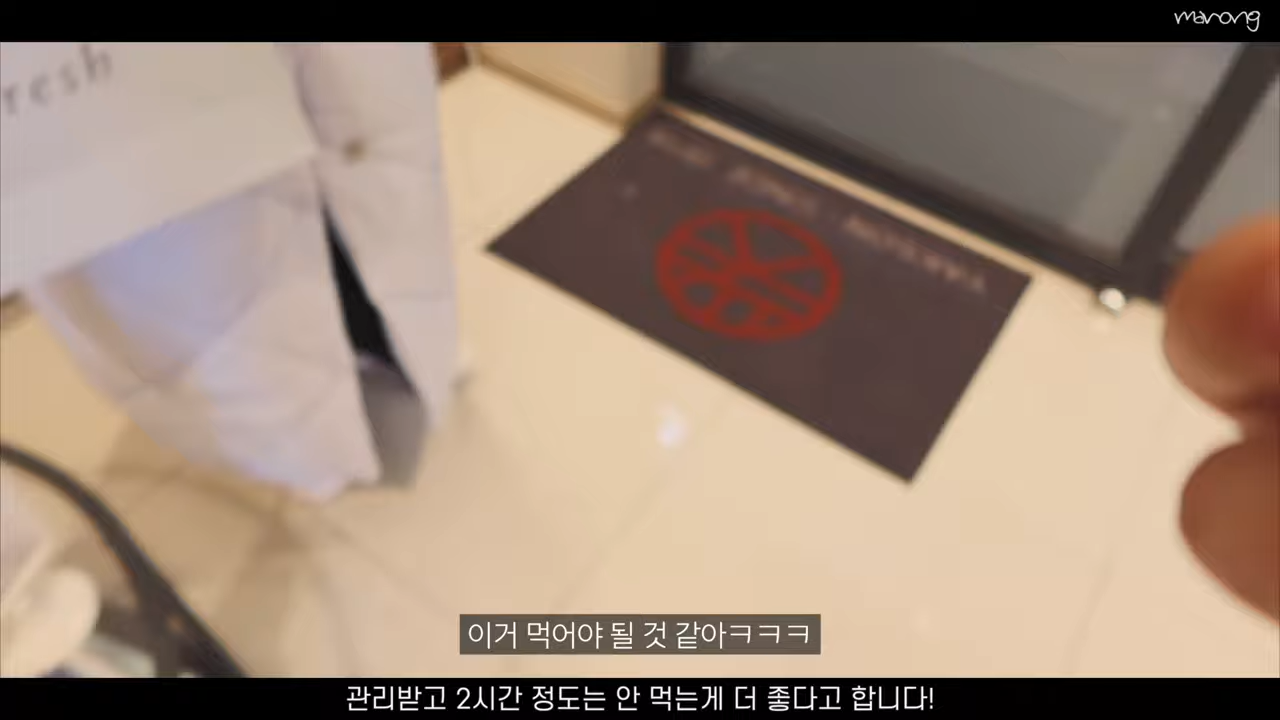 marong
resh
이거 먹어야 될 것 같아ㅋㅋㅋ
관리받고 2시간 정도는 안 먹는게 더 좋다고 합니다!